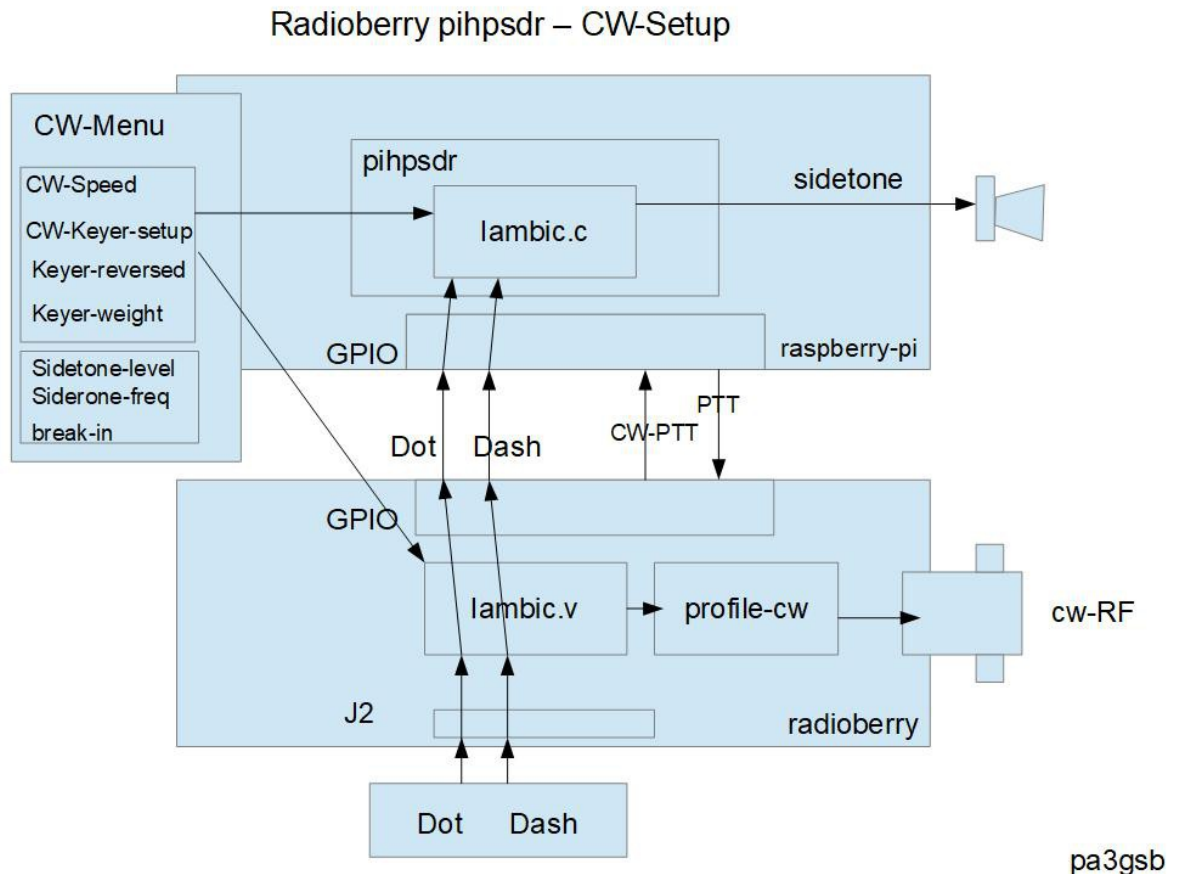 Radioberry pihpsdr – CW-Setup
CW-Menu
CW-Speed
CW-Keyer-setup
Keyer-reversed
Keyer-weight
Sidetone-level
Siderone-freq
break-in
pihpsdr
Iambic.c
sidetone
GPIO
raspberry-pi
Dot
Dash
CW-PTT
PTT
GPIO
Iambic.v
profile-cw
cw-RF
J2
radioberry
Dot
Dash
pa3gsb